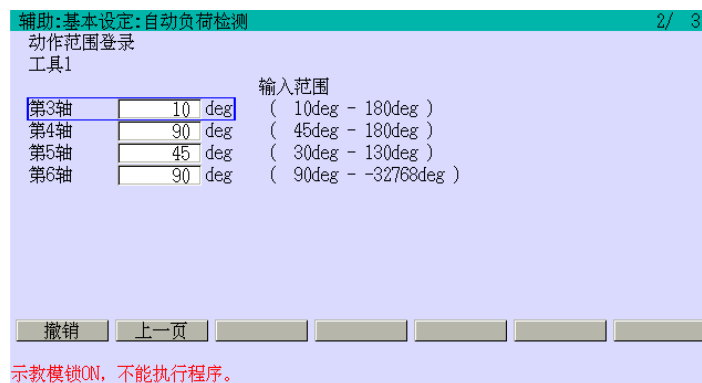 辅助:基本设定:自动负荷检测 2/ 3
动作范围登录
工具1
输入范围
第3轴 10 deg ( 10deg - 180deg )
第4轴 90 deg ( 45deg - 180deg )
第5轴 45 deg ( 30deg - 130deg )
第6轴 90 deg ( 90deg - -32768deg )
撤销 上一页
示教模锁ON，不能执行程序。